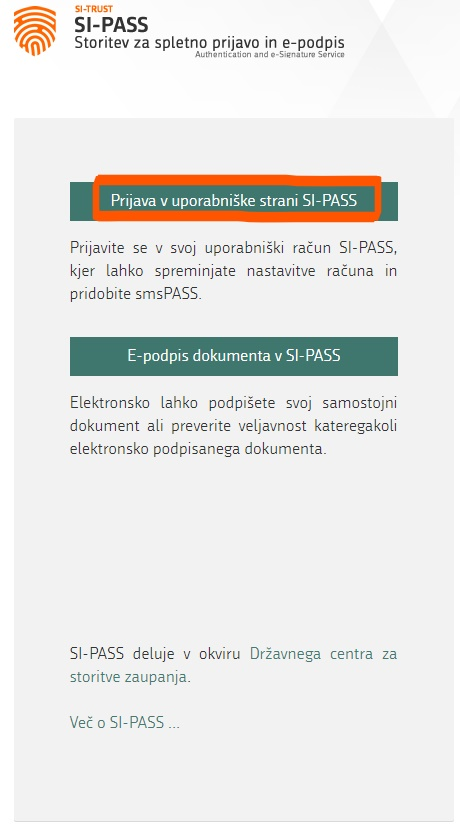 SI-TRUST
SI-PASS
Storitev za spletno prijavo in e-podpis
Authentication and e-Signature Service
Prijava v uporabniške strani SI-PASS
Prijavite se v svoj uporabniški račun SI-PASS,
kjer lahko spreminjate nastavitve računa in
pridobite smsPASS.
E-podpis dokumenta v SI-PASS
Elektronsko lahko podpišete svoj samostojni
dokument ali preverite veljavnost kateregakoli
elektronsko podpisanega dokumenta.
SI-PASS deluje v okviru Državnega centra za
storitve zaupanja.
Več o SI-PASS ...